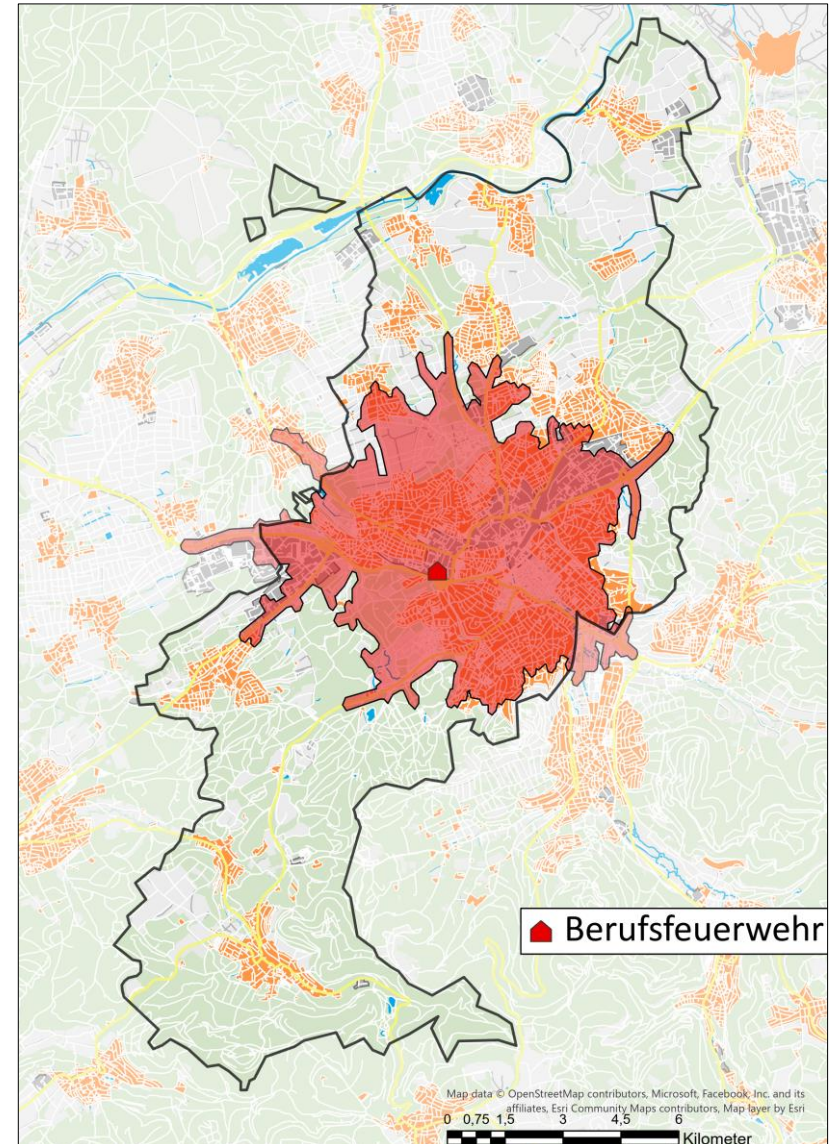 Berufsfeuerwehr
Map data © OpenStreetMap contributors, Microsoft, Facebook, Inc. and its
affiliates, Esri Community Maps contributors, Map layer by Esri
0 0,75 1,5 3 4,5 6
Kilometer